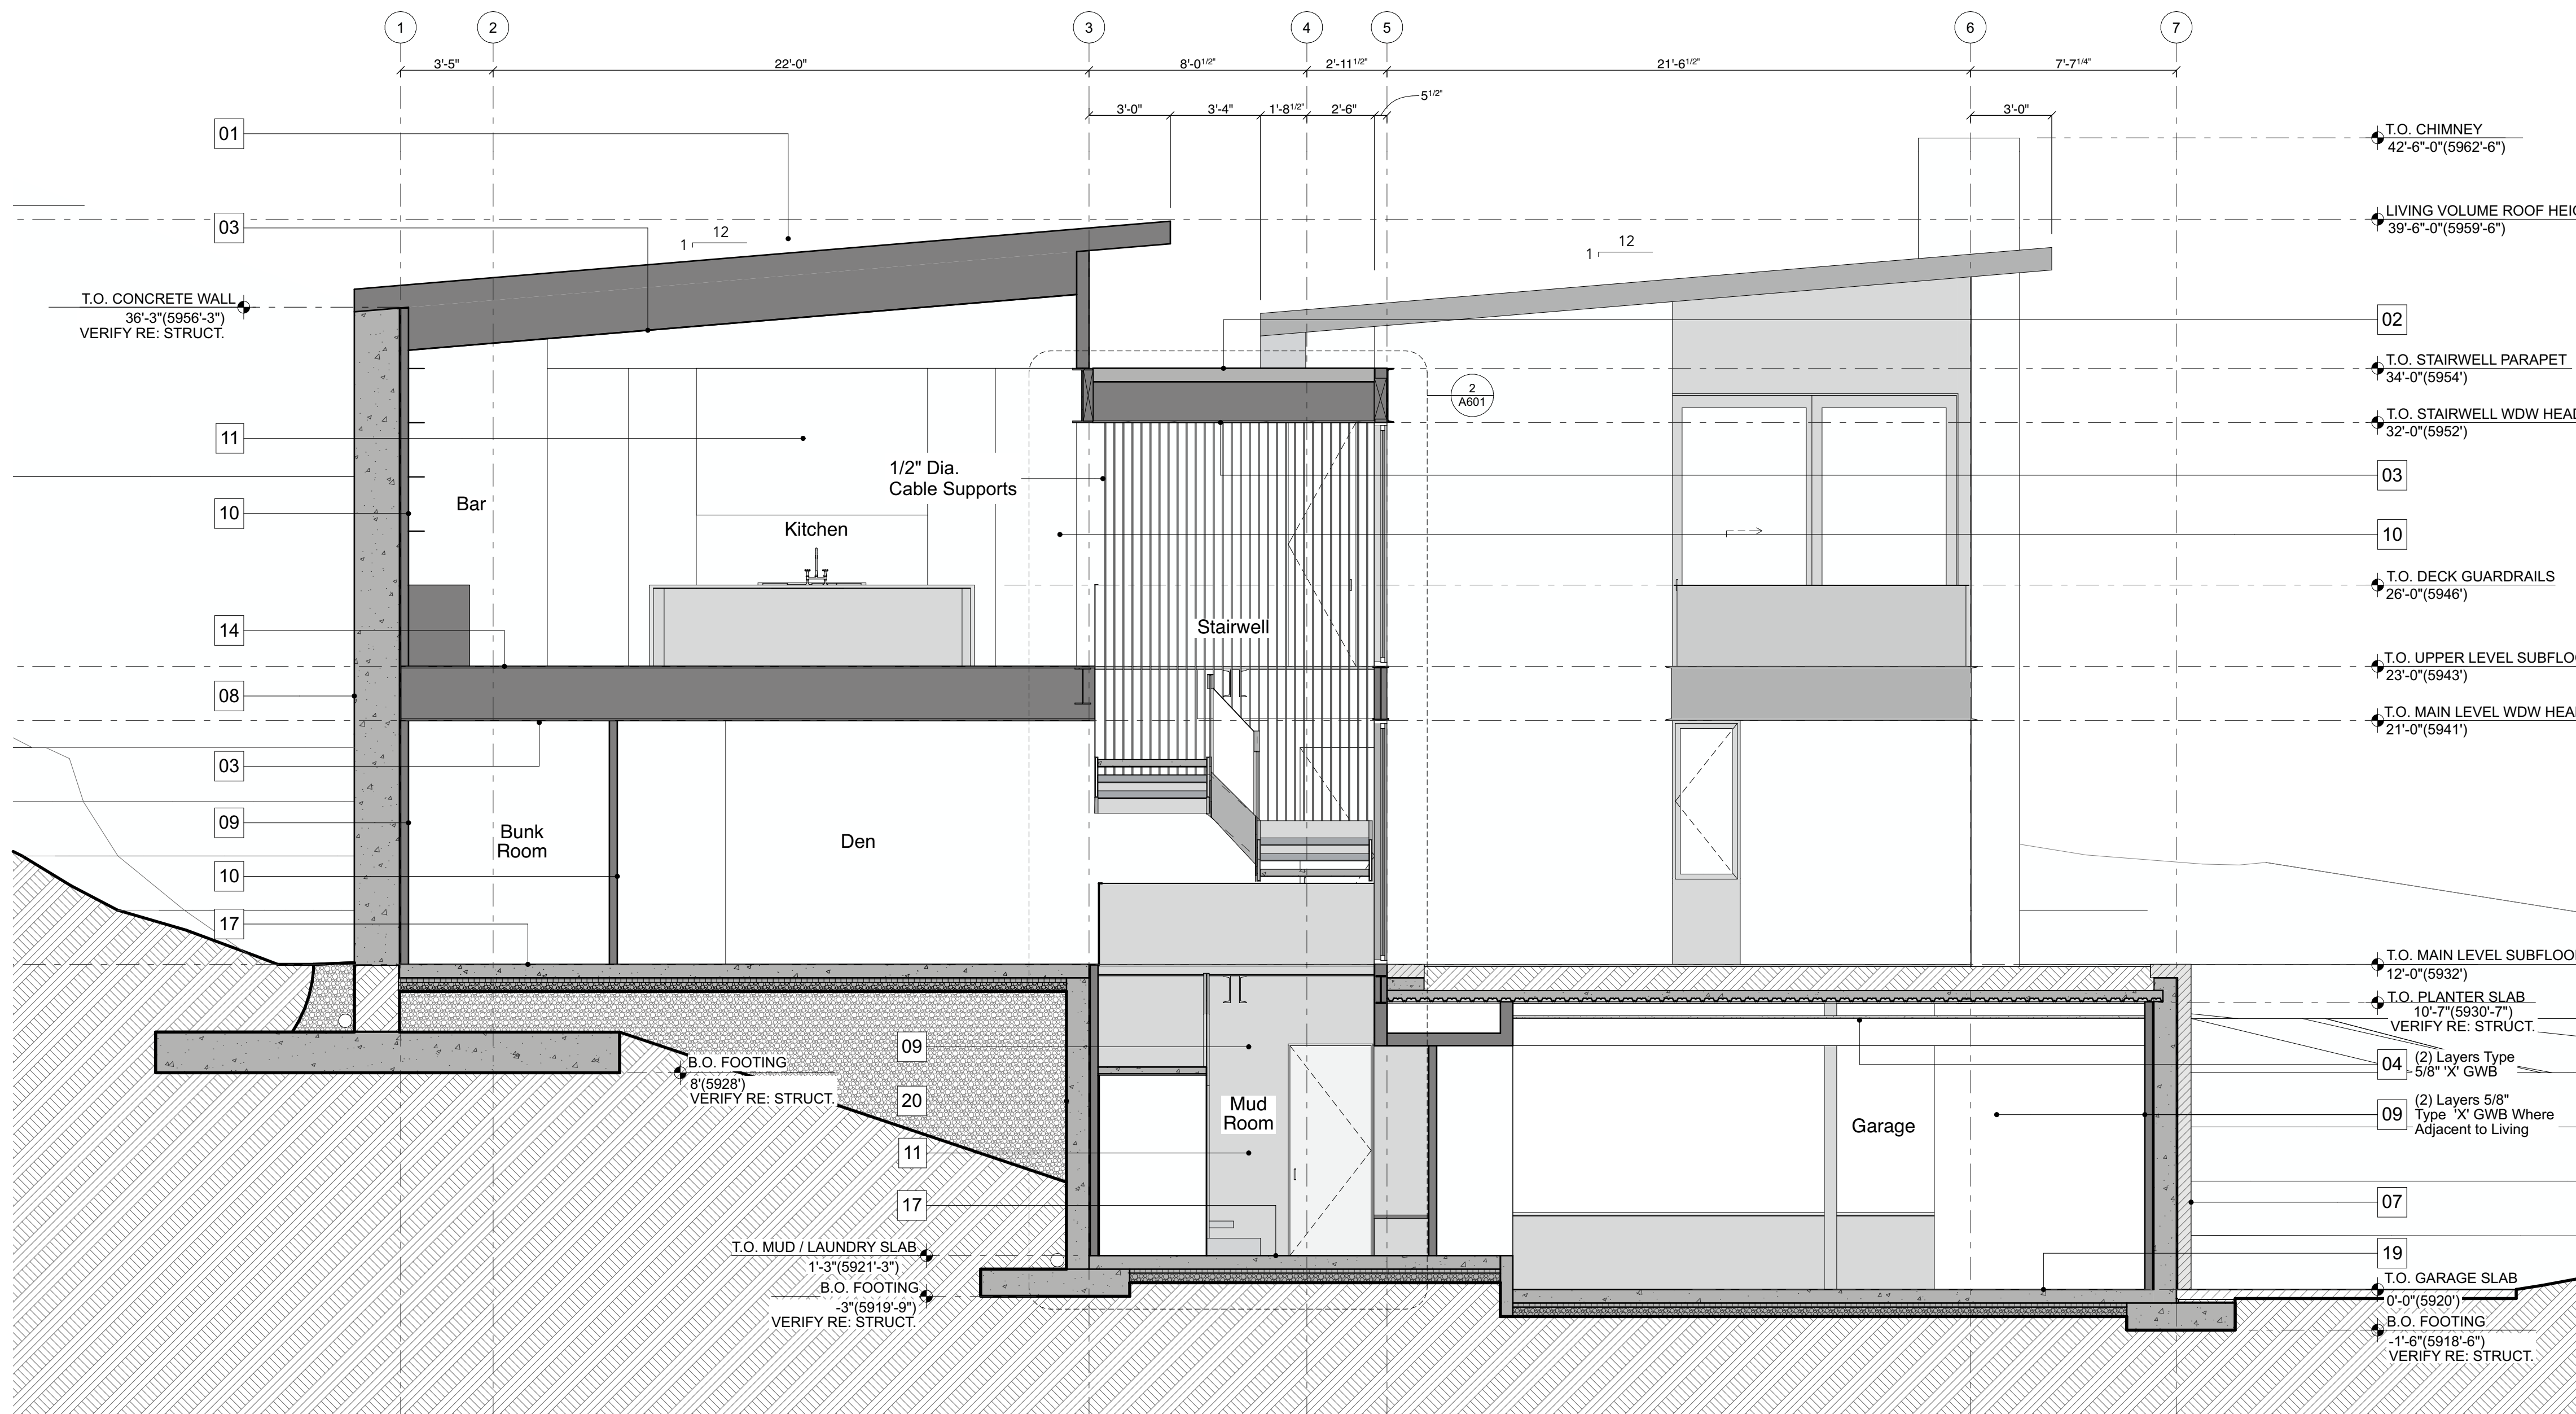 1 2 3 4 5 6 7
3'-5" 22'-0" 8'-0 1/2" 2'-11 1/2" 21'-6 1/2" 7'-7 1/4"
3'-0" 3'-4" 1'-8 1/2" 2'-6" 5 1/2" 3'-0"
01
T.O. CHIMNEY
42'-6"-0"(5962'-6")
03
LIVING VOLUME ROOF
39'-6"-0"(5959'-6")
1 12
1 12
T.O. CONCRETE WALL
36'-3"(5956'-3")
VERIFY RE: STRUCT.
02
T.O. STAIRWELL PARAPET
34'-0"(5954')
2
A601
T.O. STAIRWELL WDW
32'-0"(5952')
11
1/2" Dia.
Cable Supports
03
Bar
10
Kitchen
10
T.O. DECK GUARDRAILS
26'-0"(5946')
14
Stairwell
T.O. UPPER LEVEL
23'-0"(5943')
08
T.O. MAIN LEVEL WDW
21'-0"(5941')
03
09
Bunk
Room
Den
10
17
T.O. MAIN LEVEL
12'-0"(5932')
T.O. PLANTER SLAB
10'-7"(5930'-7")
VERIFY RE: STRUCT.
09
B.O. FOOTING
8'(5928')
VERIFY RE: STRUCT.
04
(2) Layers Type
5/8" 'X' GWB
20
Mud
Room
Garage
09
(2) Layers 5/8"
Type 'X' GWB Where
Adjacent to Living
11
17
07
T.O. MUD / LAUNDRY SLAB
1'-3"(5921'-3")
19
B.O. FOOTING
-3"(5919'-9")
VERIFY RE: STRUCT.
T.O. GARAGE SLAB
0'-0"(5920')
B.O. FOOTING
-1'-6"(5918'-6")
VERIFY RE: STRUCT.